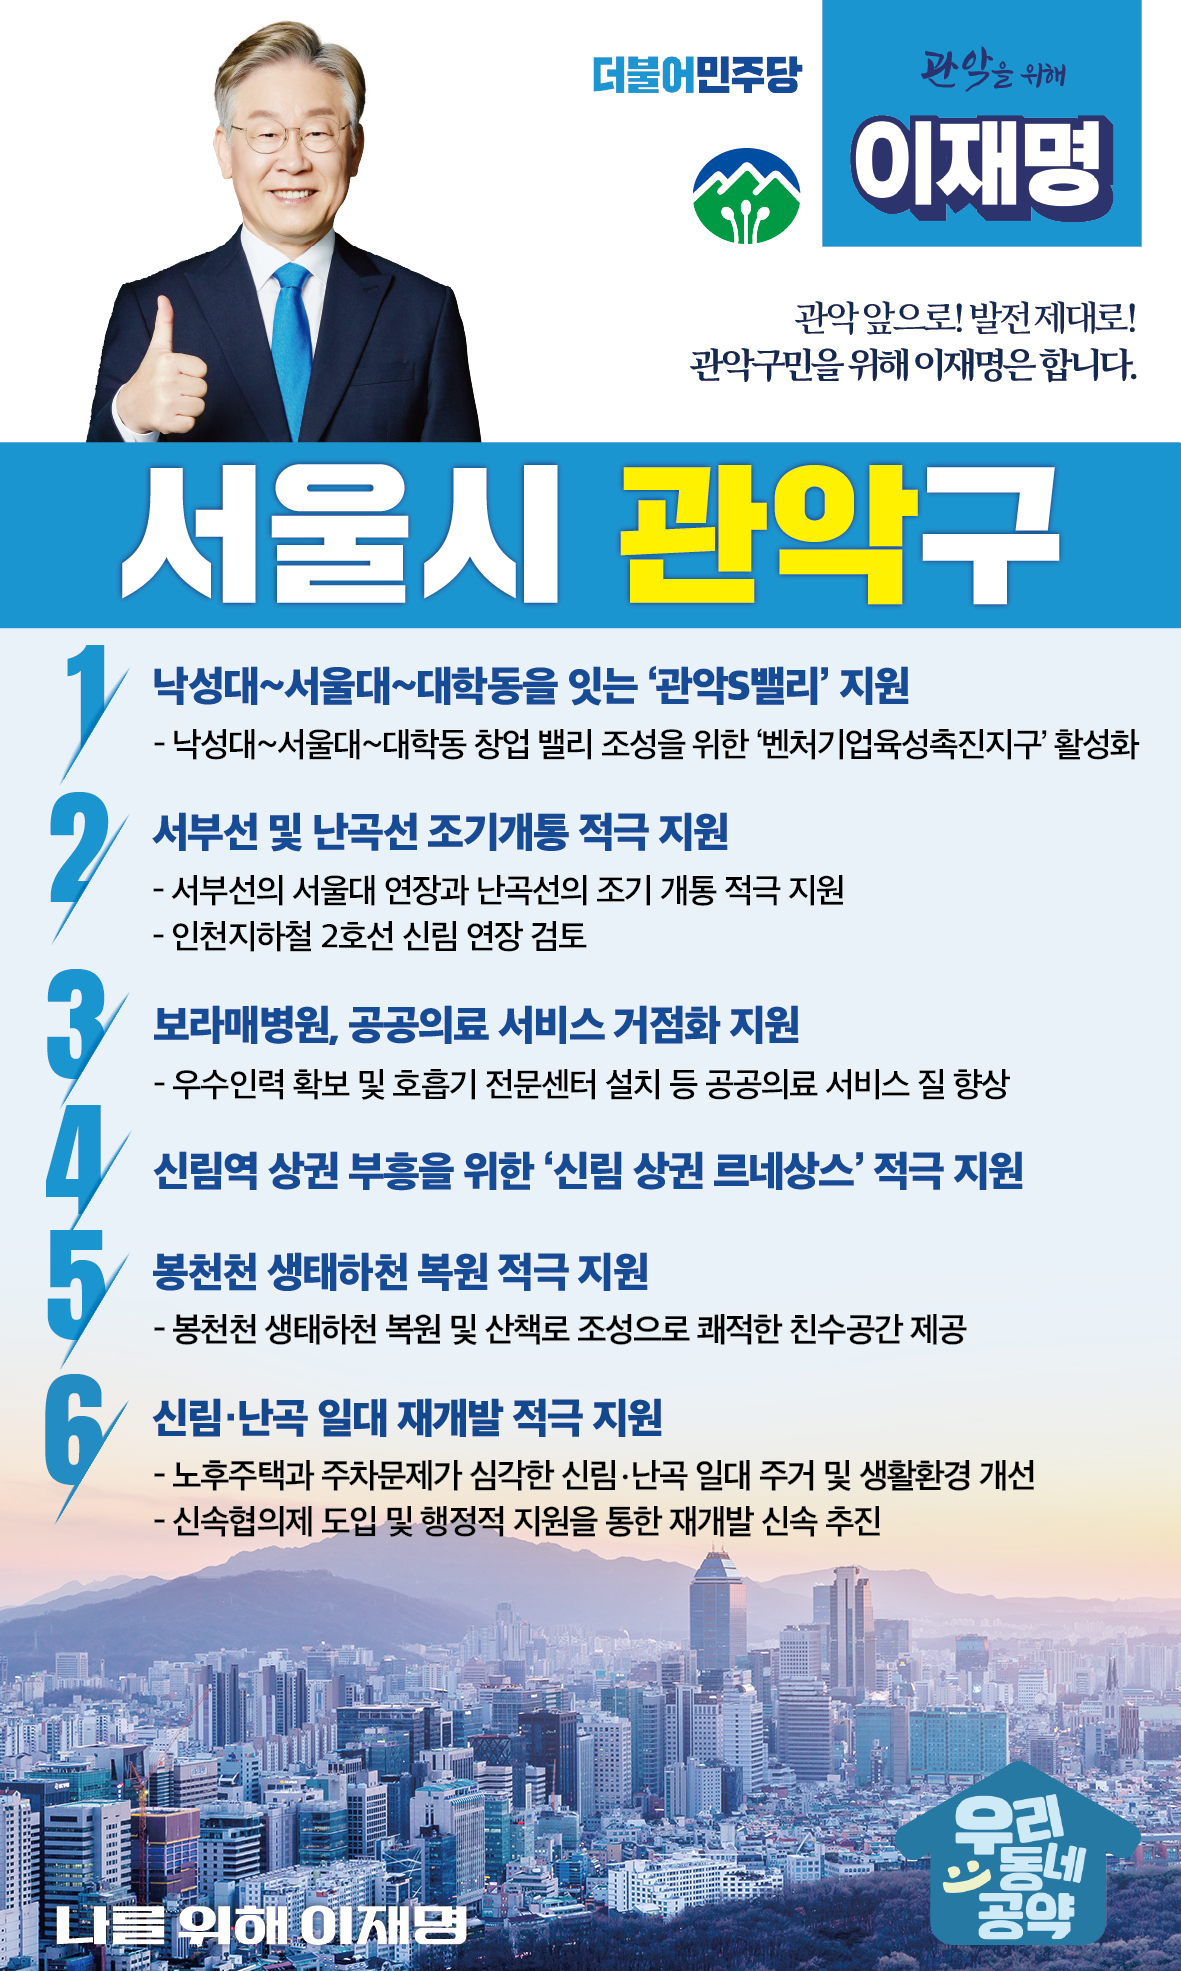 더불어민주당
관악을 위해
이재명
관악 앞으로! 발전 제대로!
관악구민을 위해 이재명은 합니다.
서울시 관악구
1
낙성대~서울대~대학동을 잇는 ‘관악S밸리’ 지원
- 낙성대~서울대~대학동 창업 밸리 조성을 위한 ‘벤처기업육성촉진지구’ 활성화
2
서부선 및 난곡선 조기개통 적극 지원
- 서부선의 서울대 연장과 난곡선의 조기 개통 적극 지원
- 인천지하철 2호선 신림 연장 검토
3
보라매병원, 공공의료 서비스 거점화 지원
- 우수인력 확보 및 호흡기 전문센터 설치 등 공공의료 서비스 질 향상
4
신림역 상권 부흥을 위한 ‘신림 상권 르네상스’ 적극 지원
5
봉천천 생태하천 복원 적극 지원
- 봉천천 생태하천 복원 및 산책로 조성으로 쾌적한 친수공간 제공
6
신림·난곡 일대 재개발 적극 지원
- 노후주택과 주차문제가 심각한 신림·난곡 일대 주거 및 생활환경 개선
- 신속협의제 도입 및 행정적 지원을 통한 재개발 신속 추진
나를 위해 이재명
우리
동네
공약